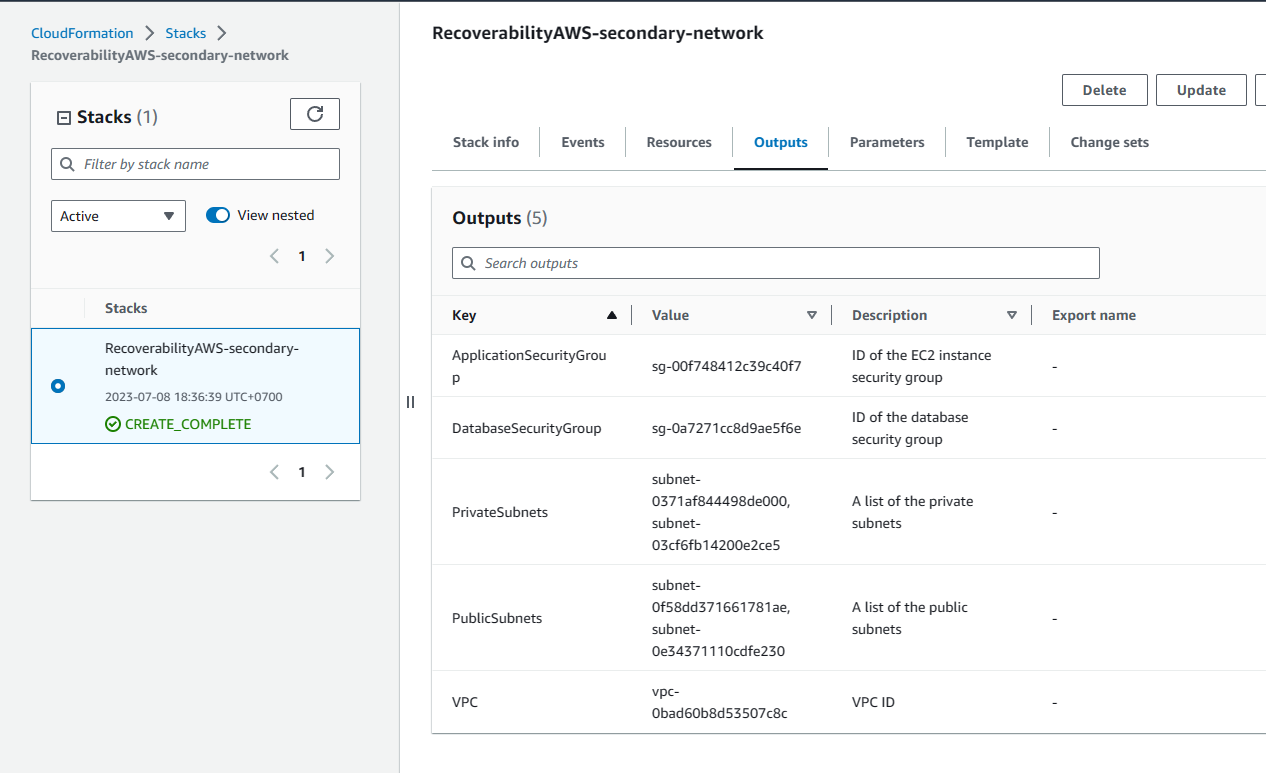 CloudFormation > Stacks >
RecoverabilityAWS-secondary-network
Stacks (1)
Filter by stack name
Active
View nested
1
Stacks
RecoverabilityAWS-secondary-
network
2023-07-08 18:36:39 UTC+0700
CREATE_COMPLETE
1
RecoverabilityAWS-secondary-network
Delete
Update
Stack info
Events
Resources
Outputs
Parameters
Template
Change sets
Outputs (5)
Search outputs
Key
Value
Description
Export name
ApplicationSecurityGrou
p
sg-00f748412c39c40f7
ID of the EC2 instance
security group
-
DatabaseSecurityGroup
sg-0a7271cc8d9ae5f6e
ID of the database
security group
-
PrivateSubnets
subnet-
0371af844498de000,
subnet-
03cf6fb14200e2ce5
A list of the private
subnets
-
PublicSubnets
subnet-
0f58dd371661781ae,
subnet-
0e34371110cdfe230
A list of the public
subnets
-
VPC
vpc-
0bad60b8d53507c8c
VPC ID
-